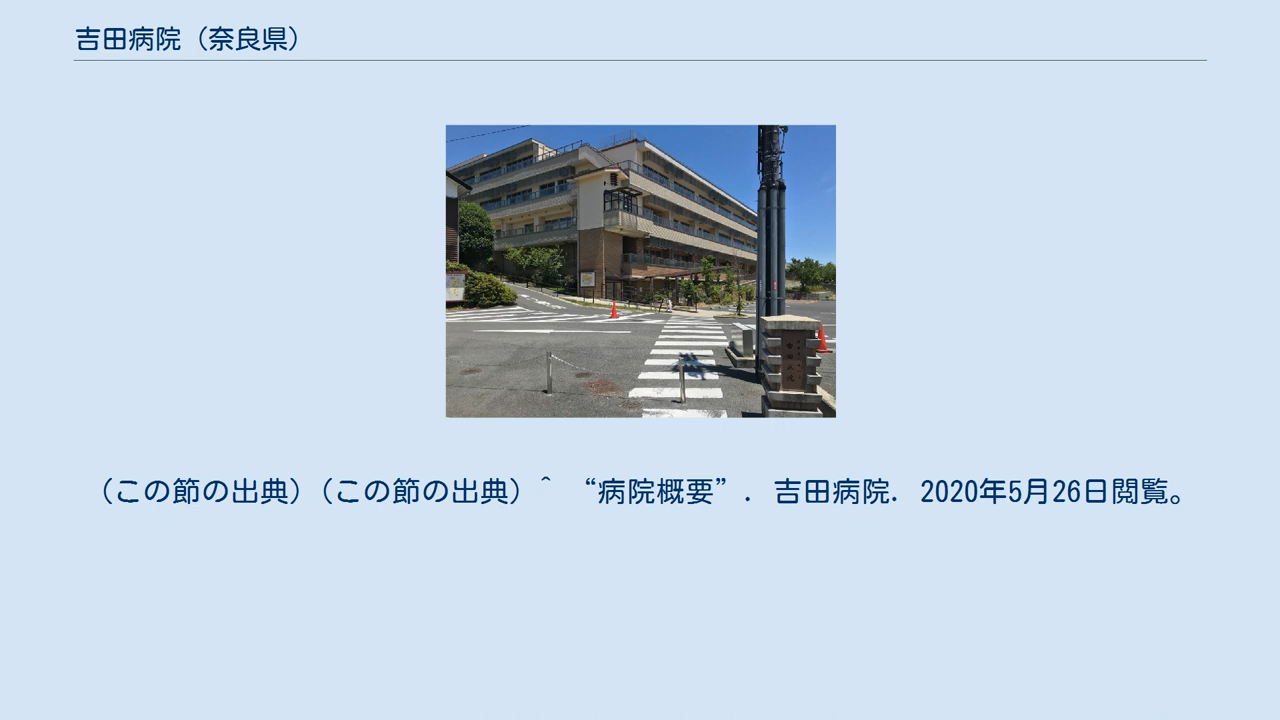 吉田病院（奈良県）
（この節の出典）（この節の出典）^ “病院概要”. 吉田病院. 2020年5月26日閲覧。